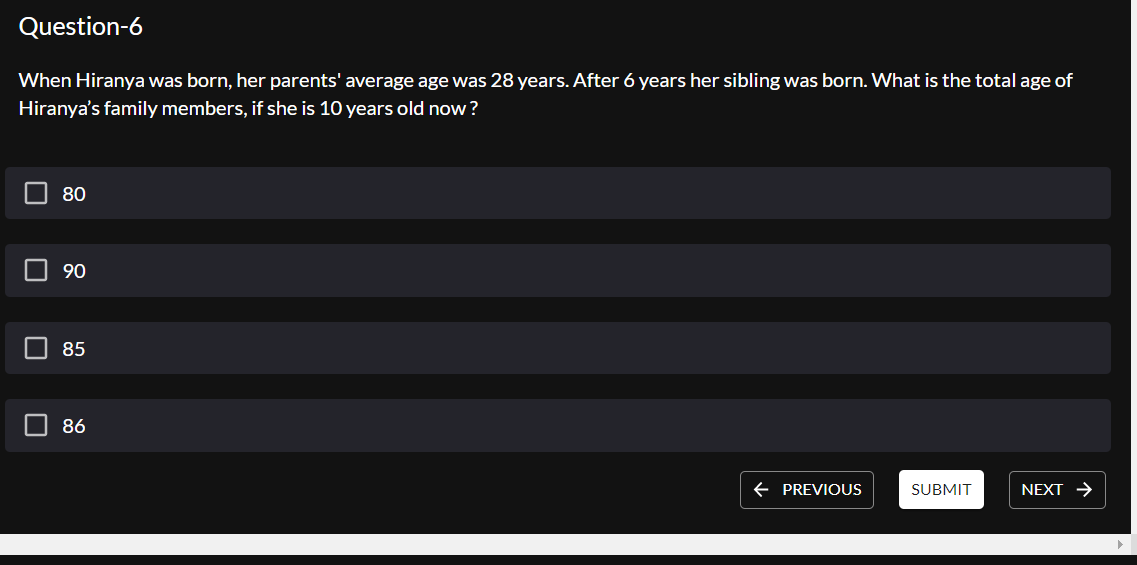 Question-6
When Hiranya was born, her parents' average age was 28 years. After 6 years her sibling was born. What is the total age of
Hiranya’s family members, if she is 10 years old now ?
80
90
85
86
PREVIOUS
SUBMIT
NEXT